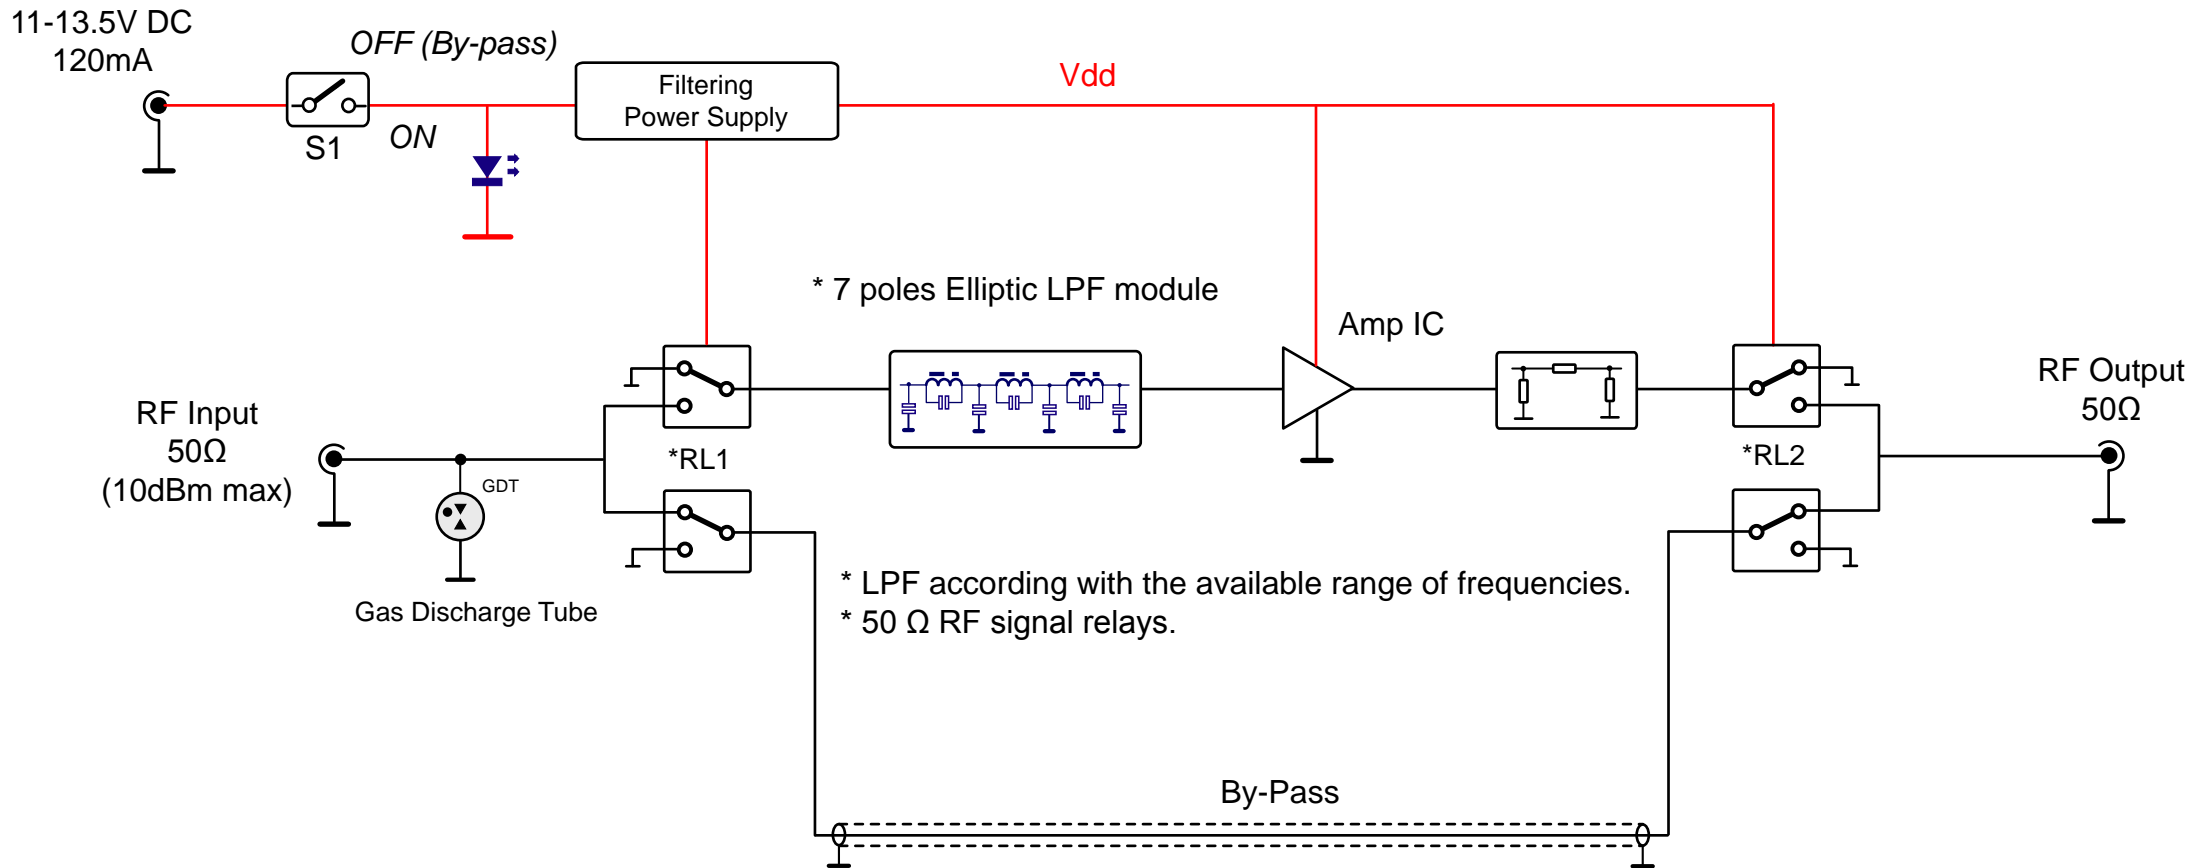 11-13.5V DC
120mA
OFF (By-pass)
S1
ON
Filtering
Power Supply
Vdd
* 7 poles Elliptic LPF module
Amp IC
RF Input
50Ω
(10dBm max)
GDT
Gas Discharge Tube
*RL1
*RL2
RF Output
50Ω
* LPF according with the available range of frequencies.
* 50 Ω RF signal relays.
By-Pass